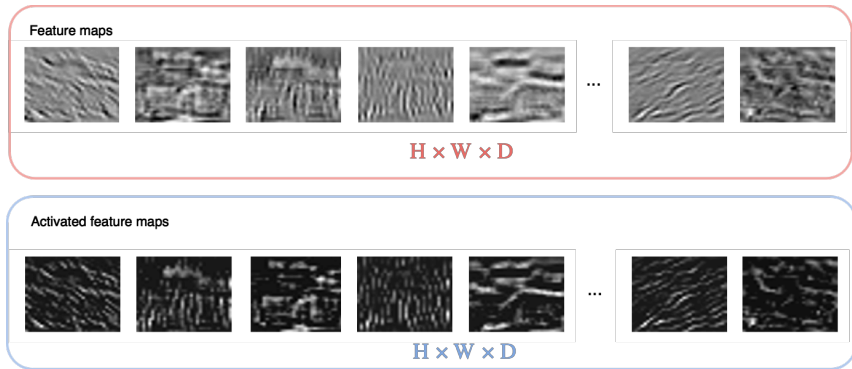 Feature maps
...
H × W × D
Activated feature maps
...
H × W × D